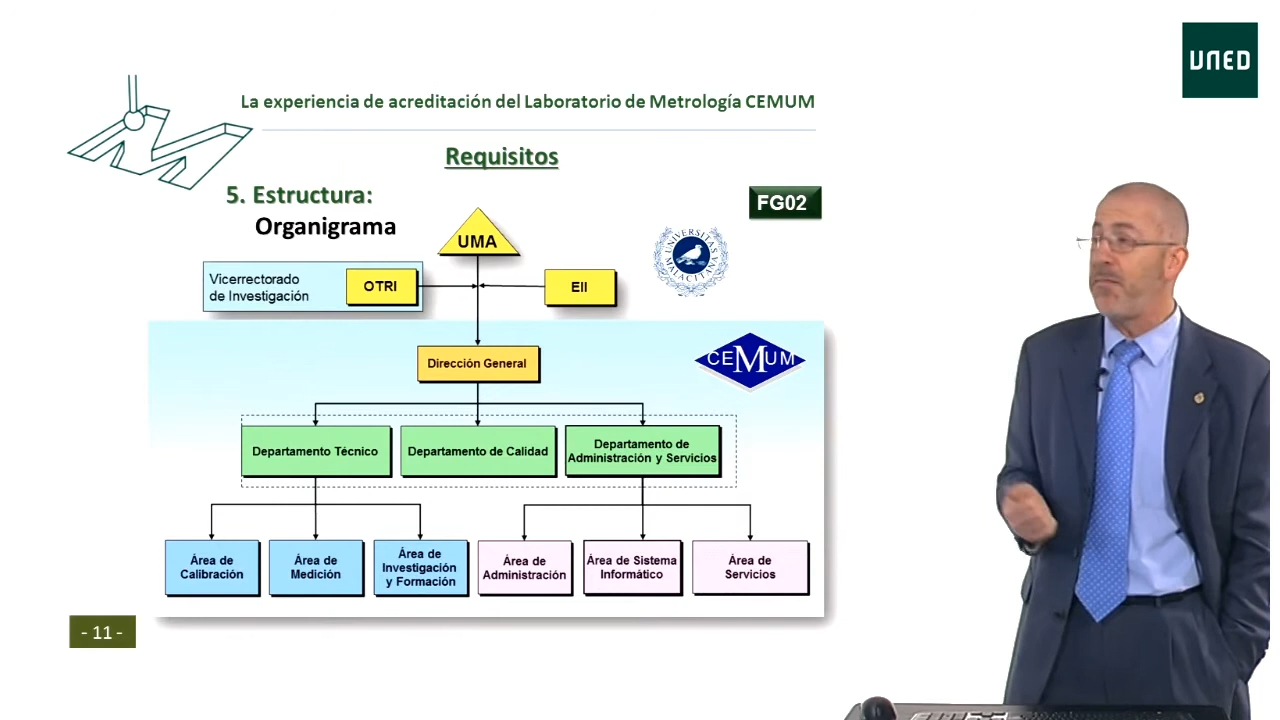 UNED
La experiencia de acreditación del Laboratorio de Metrología CEMUM
Requisitos
5. Estructura:
FG02
Organigrama
UMA
UNIVERSITAS MALACITANA
Vicerrectorado
de Investigación
OTRI
EII
Dirección General
CEMUM
Departamento Técnico
Departamento de Calidad
Departamento de
Administración y Servicios
Área de
Calibración
Área de
Medición
Área de
Investigación
y Formación
Área de
Administración
Área de Sistema
Informático
Área de
Servicios
- 11 -